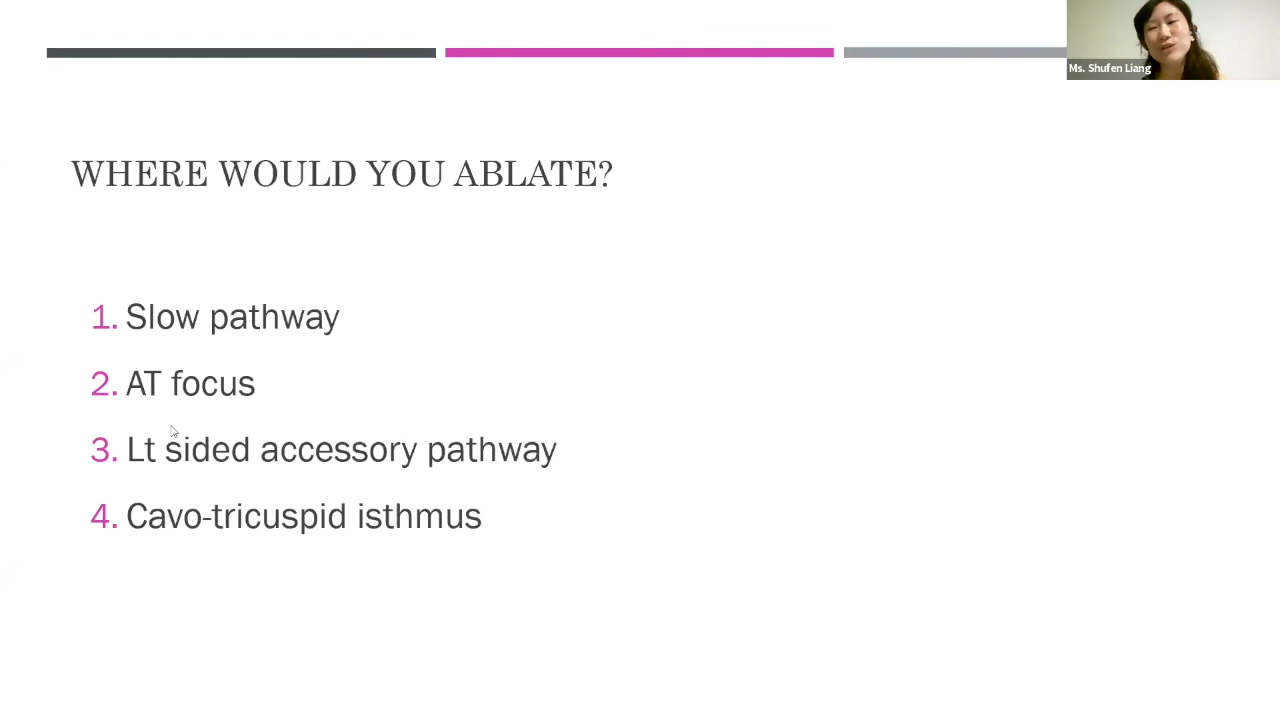 Ms. Shufen Liang
WHERE WOULD YOU ABLATE?
1. Slow pathway
2. AT focus
3. Lt sided accessory pathway
4. Cavo-tricuspid isthmus